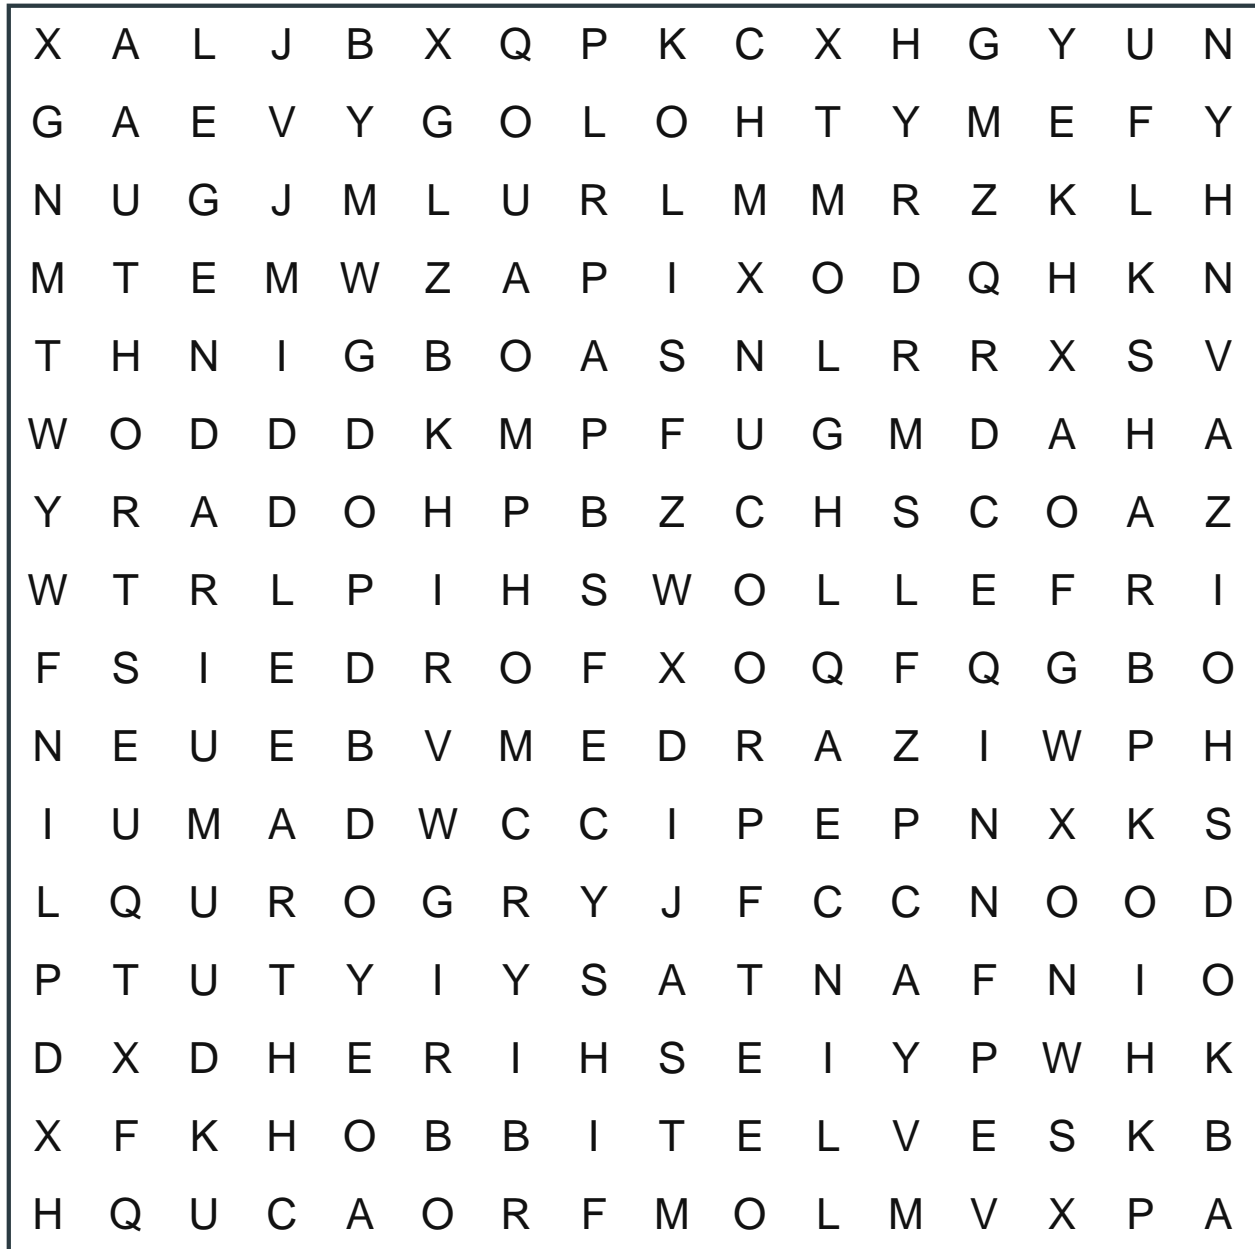 X A L J B X Q P K C X H G Y U N
G A E V Y G O L O H T Y M E F Y
N U G J M L U R L M M R Z K L H
M T E M W Z A P I X O D Q H K N
T H N I G B O A S N L R R X S V
W O D D D K M P F U G M D A H A
Y R A D O H P B Z C H S C O A Z
W T R L P I H S W O L L E F R I
F S I E D R O F X O Q F Q G B O
N E U E B V M E D R A Z I W P H
I U M A D W C C I P E P N X K S
L Q U R O G R Y J F C C N O O D
P T U T Y I Y S A T N A F N I O
D X D H E R I H S E I Y P W H K
X F K H O B B I T E L V E S K B
H Q U C A O R F M O L M V X P A